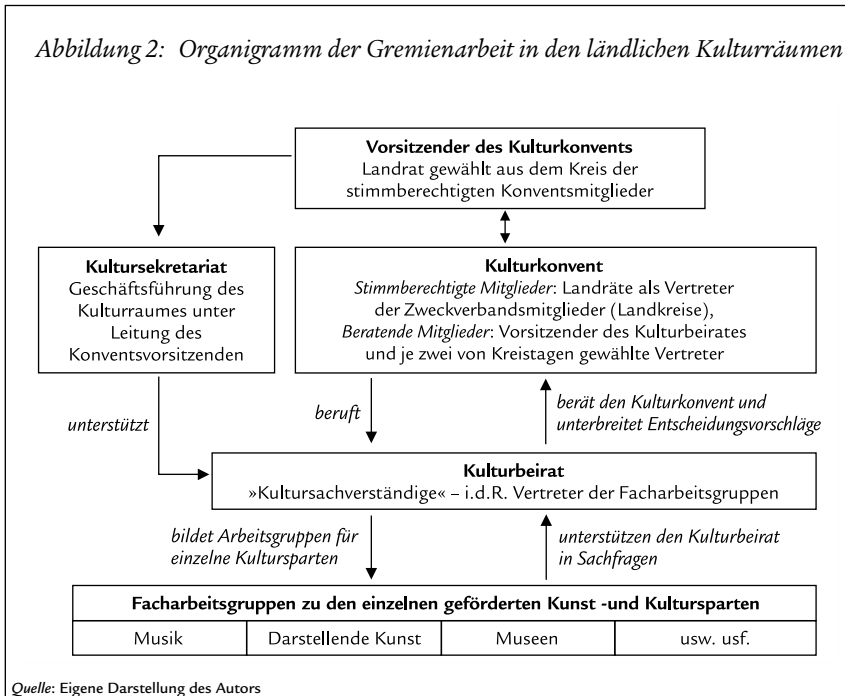 Abbildung 2: Organigramm der Gremienarbeit in den ländlichen Kulturräumen
Vorsitzender des Kulturkonvents
Landrat gewählt aus dem Kreis der
stimmberechtigten Konventsmitglieder
Kultursekretariat
Geschäftsführung des
Kulturraumes unter
Leitung des
Konventsvorsitzenden
Kulturkonvent
Stimmberechtigte Mitglieder: Landräte als Vertreter
der Zweckverbandsmitglieder (Landkreise),
Beratende Mitglieder: Vorsitzender des Kulturbeirates
und je zwei von Kreistagen gewählte Vertreter
unterstützt
beruft
berät den Kulturkonvent und
unterbreitet Entscheidungsvorschläge
Kulturbeirat
»Kultursachverständige« – i.d.R. Vertreter der Facharbeitsgruppen
bildet Arbeitsgruppen für
einzelne Kultursparten
unterstützen den Kulturbeirat
in Sachfragen
Facharbeitsgruppen zu den einzelnen geförderten Kunst -und Kultursparten
Musik
Darstellende Kunst
Museen
usw. usf.
Quelle: Eigene Darstellung des Autors